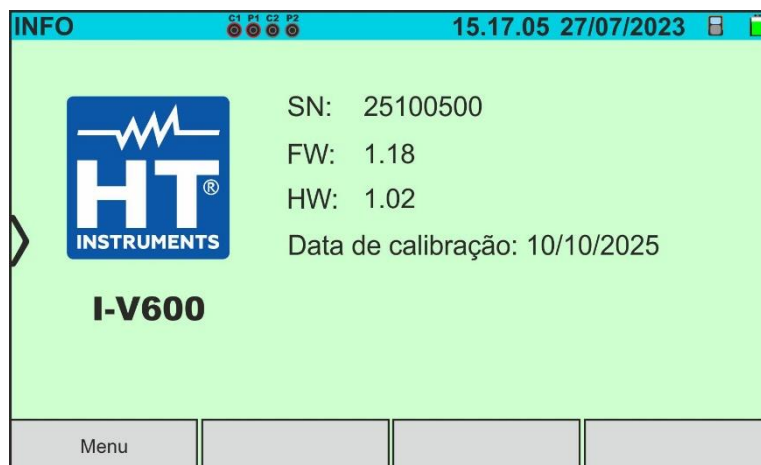 INFO
C1 P1 C2 P2
15.17.05 27/07/2023
SN: 25100500
FW: 1.18
HW: 1.02
Data de calibração: 10/10/2025
HT®
INSTRUMENTS
I-V600
Menu